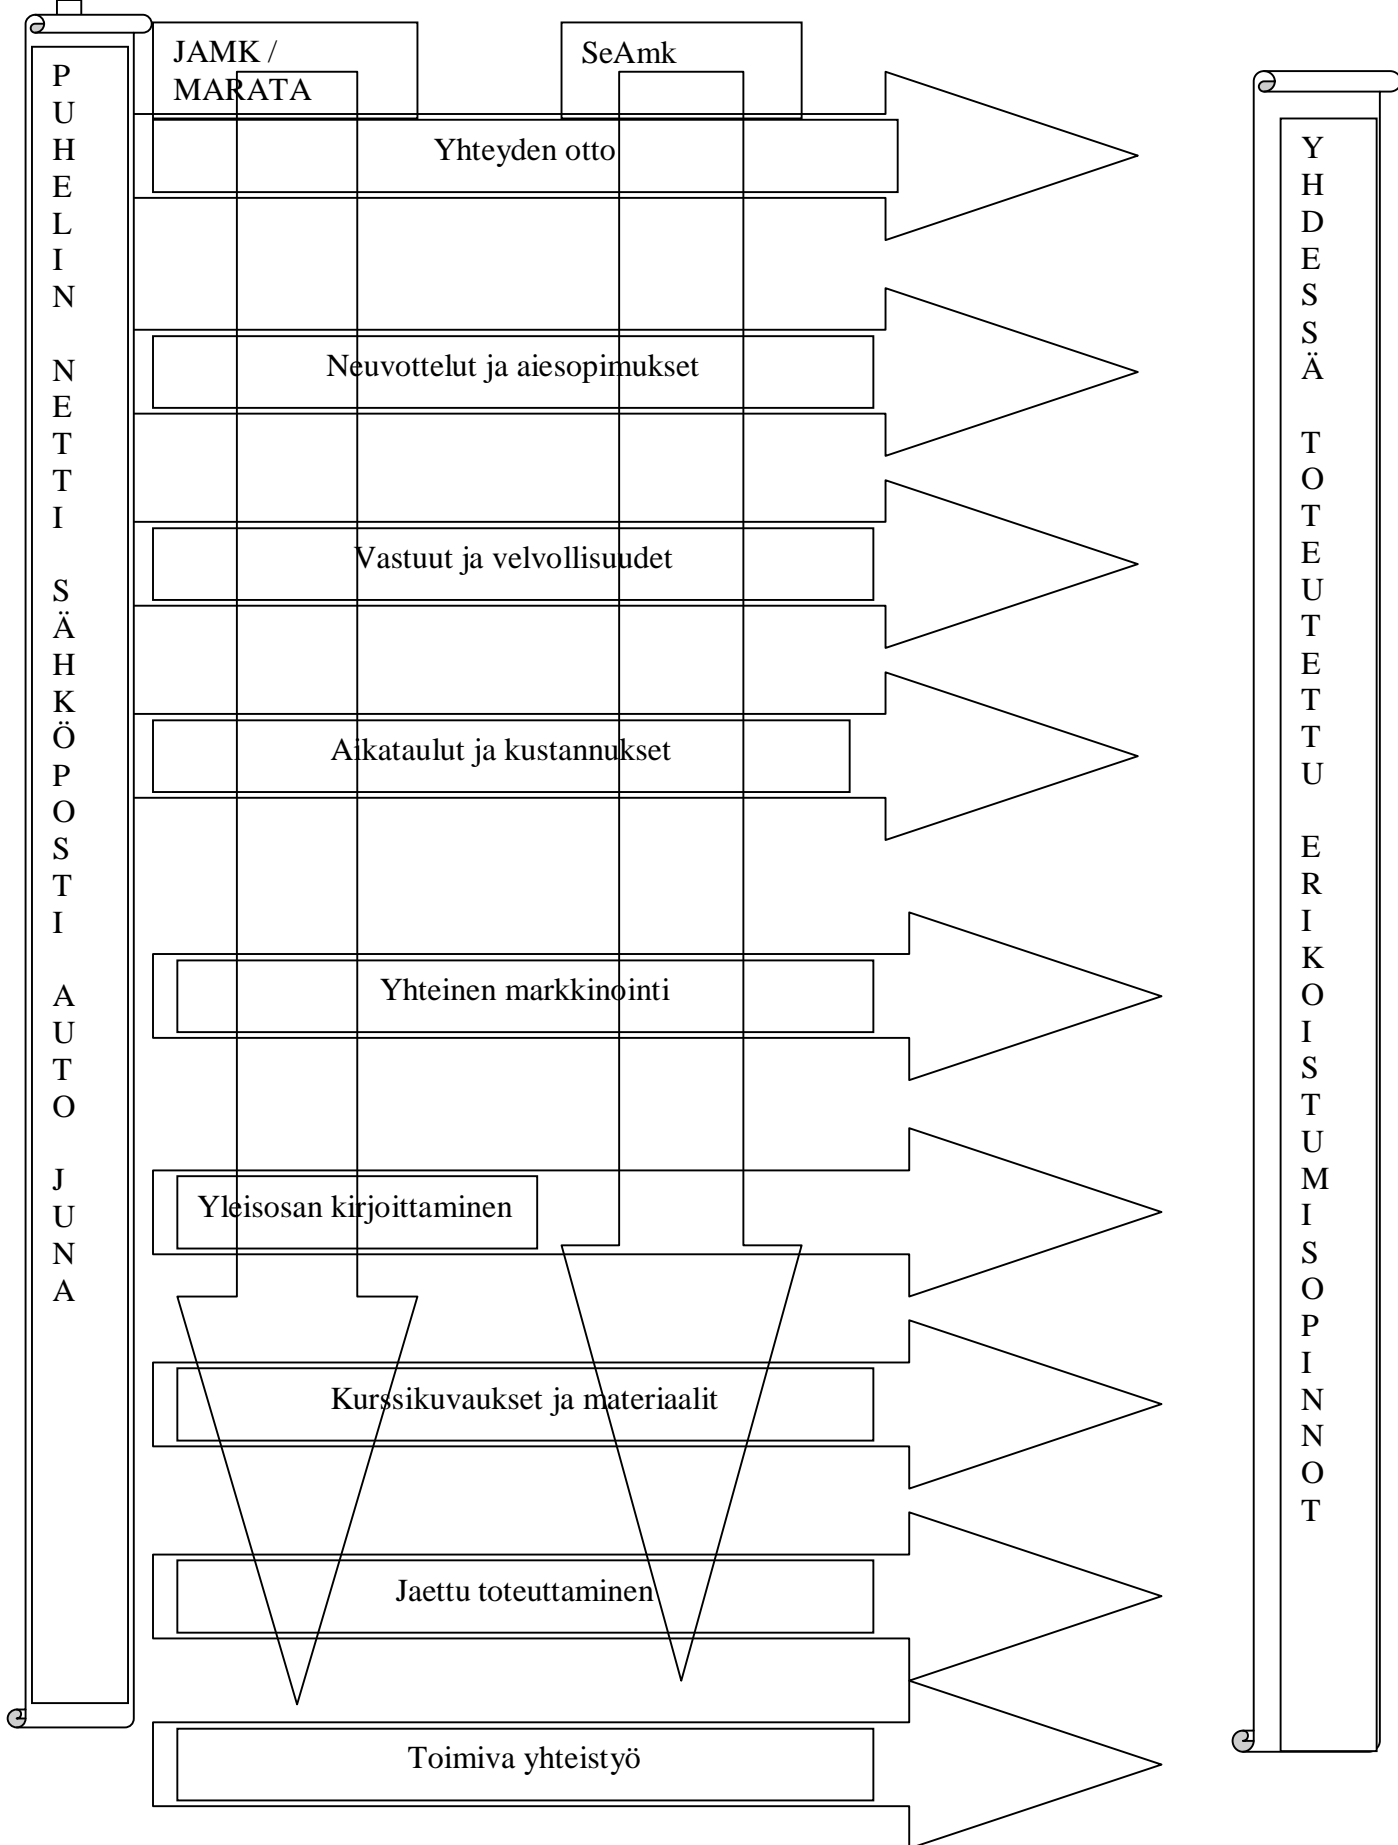 PUHELIN NETTI SÄHKÖPOSTI AUTO JUNA
JAMK /
MARATA
SeAmk
Yhteyden otto
Neuvottelut ja aiesopimukset
Vastuut ja velvollisuudet
Aikataulut ja kustannukset
Yhteinen markkinointi
Yleisosan kirjoittaminen
Kurssikuvaukset ja materiaalit
Jaettu toteuttaminen
Toimiva yhteistyö
YHDESSÄ TOTEUTETTU ERIKOISTUMISOPINNOT